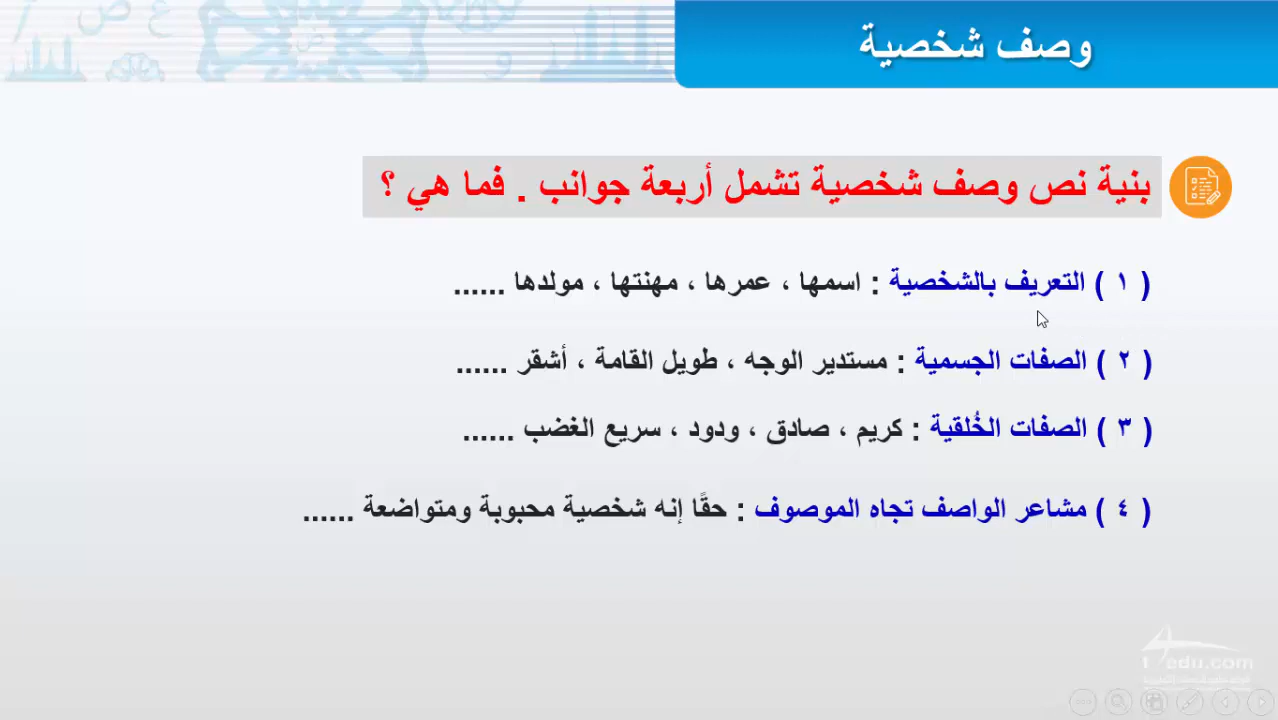 وصف شخصية
بنية نص وصف شخصية تشمل أربعة جوانب . فما هي ؟
( ١ ) التعريف بالشخصية : اسمها ، عمرها ، مهنتها ، مولدها ......
( ٢ ) الصفات الجسمية : مستدير الوجه ، طويل القامة ، أشقر ......
( ٣ ) الصفات الخُلقية : كريم ، صادق ، ودود ، سريع الغضب ......
( ٤ ) مشاعر الواصف تجاه الموصوف : حقًا إنه شخصية محبوبة ومتواضعة ......
edu.com